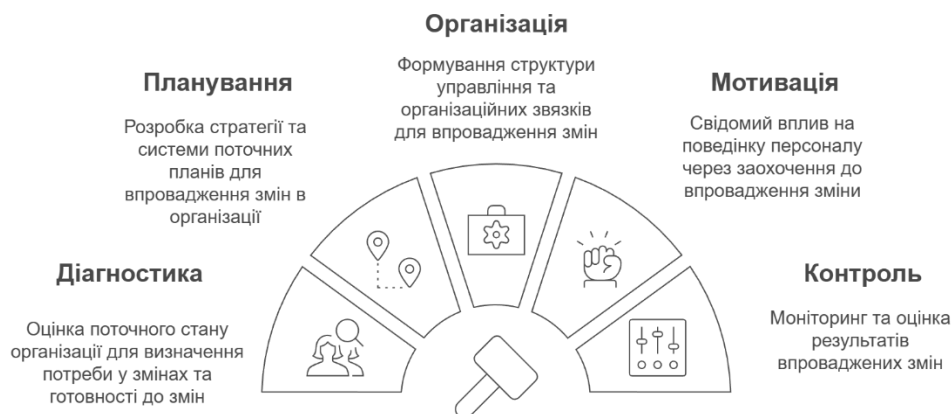 Діагностика
Оцінка поточного стану
організації для визначення
потреби у змінах та
готовності до змін
Планування
Розробка стратегії та
системи поточних
планів для
впровадження змін в
організації
Організація
Формування структури
управління та
організаційних звязків
для впровадження змін
Мотивація
Свідомий вплив на
поведінку персоналу
через заохочення до
впровадження зміни
Контроль
Моніторинг та оцінка
результатів
впроваджених змін